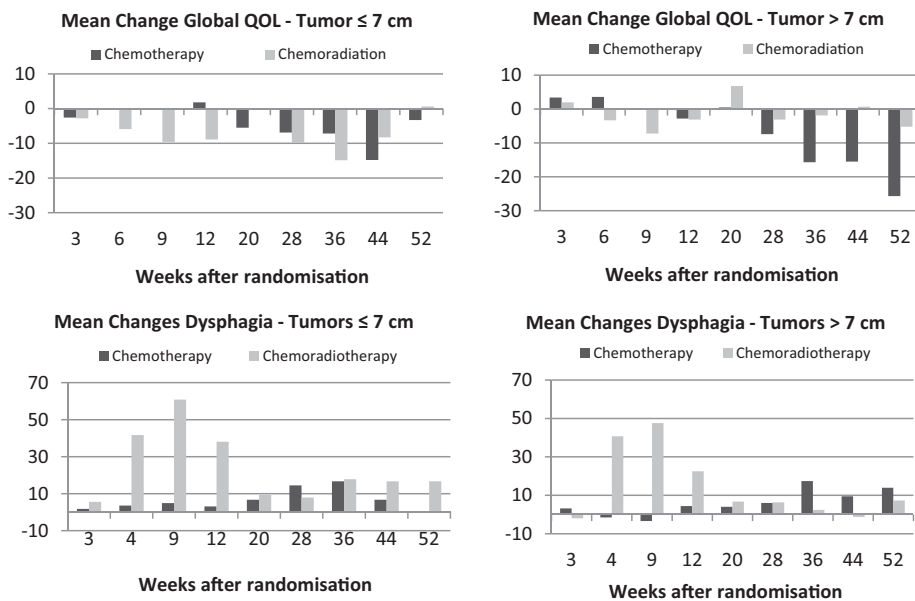 Mean Change Global QOL - Tumor ≤ 7 cm
Chemotherapy Chemoradiation
10
0
-10
-20
-30
3 6 9 12 20 28 36 44 52
Weeks after randomisation
Mean Change Global QOL - Tumor > 7 cm
Chemotherapy Chemoradiation
10
0
-10
-20
-30
3 6 9 12 20 28 36 44 52
Weeks after randomisation
Mean Changes Dysphagia - Tumors ≤ 7 cm
Chemotherapy Chemoradiotherapy
70
50
30
10
-10
3 4 9 12 20 28 36 44 52
Weeks after randomisation
Mean Changes Dysphagia - Tumors > 7 cm
Chemotherapy Chemoradiotherapy
70
50
30
10
-10
3 4 9 12 20 28 36 44 52
Weeks after randomisation